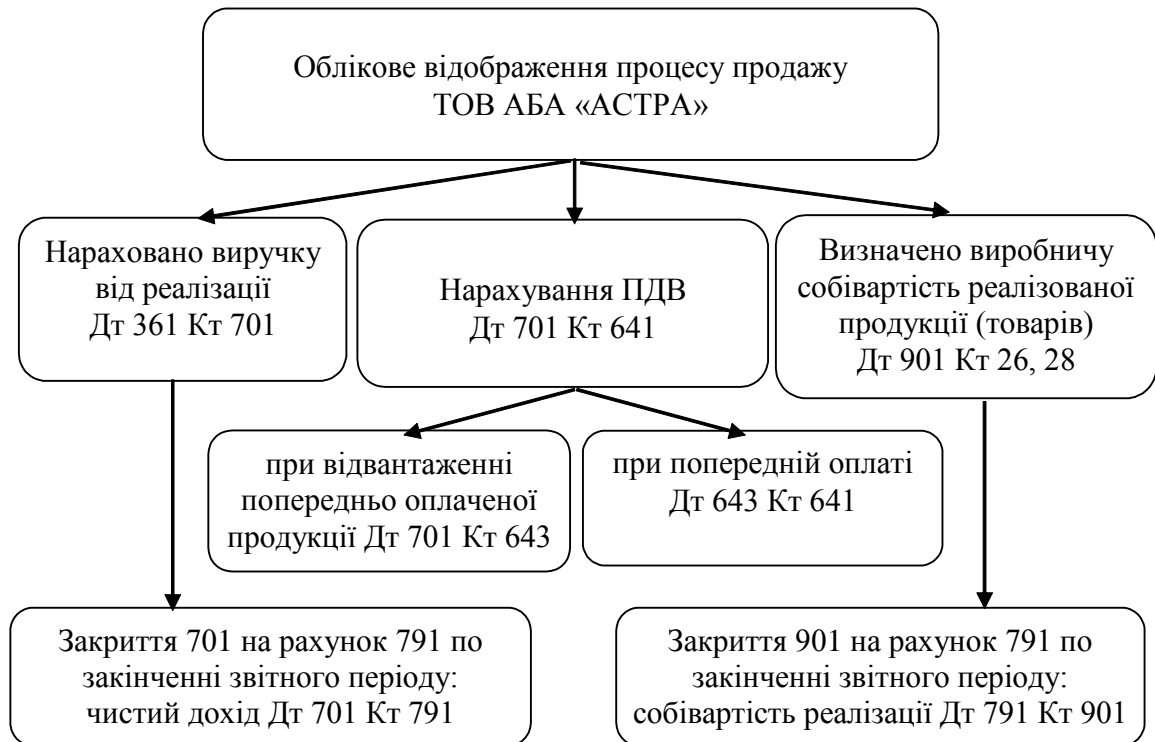 Облікове відображення процесу продажу
ТОВ АБА «АСТРА»
Нараховано виручку
від реалізації
Дт 361 Кт 701
Нарахування ПДВ
Дт 701 Кт 641
Визначено виробничу
собівартість реалізованої
продукції (товарів)
Дт 901 Кт 26, 28
при відвантаженні
попередньо оплаченої
продукції Дт 701 Кт 643
при попередній оплаті
Дт 643 Кт 641
Закриття 701 на рахунок 791 по
закінченні звітного періоду:
чистий дохід Дт 701 Кт 791
Закриття 901 на рахунок 791 по
закінченні звітного періоду:
собівартість реалізації Дт 791 Кт 901